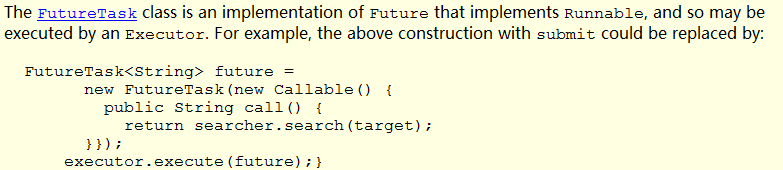 The FutureTask class is an implementation of Future that implements Runnable, and so may be
executed by an Executor. For example, the above construction with submit could be replaced by:
FutureTask<String> future =
new FutureTask(new Callable() {
public String call() {
return searcher.search(target);
}});
executor.execute(future);}